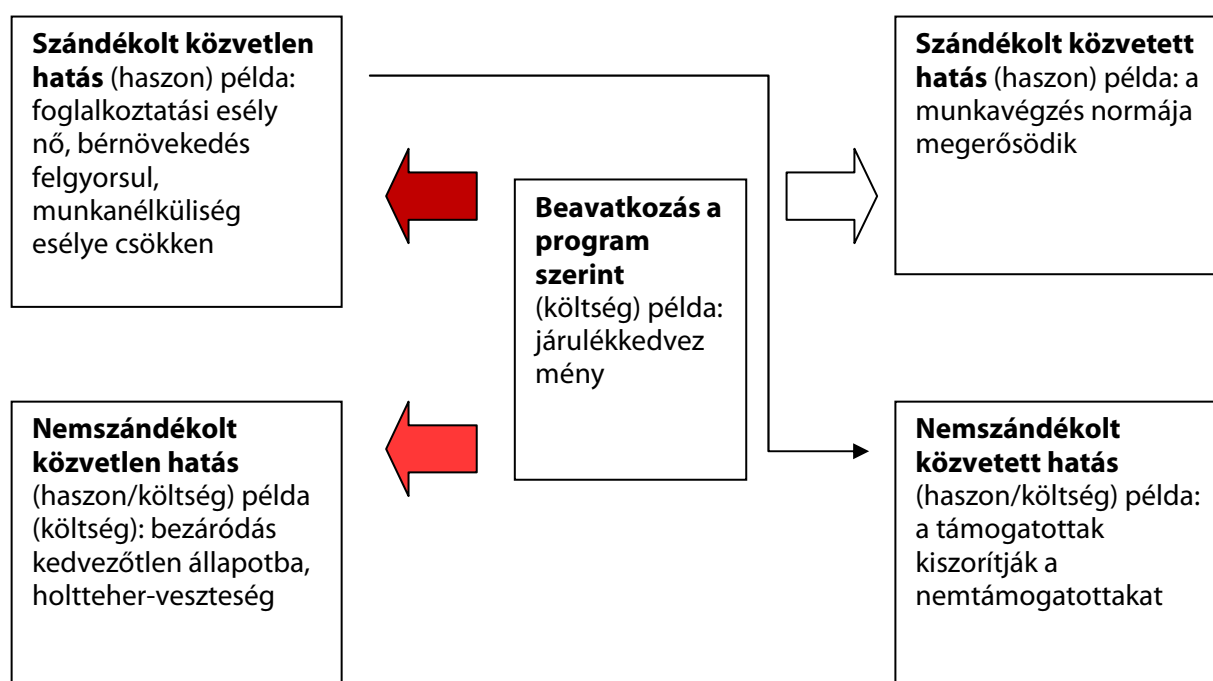 Szándékolt közvetlen
hatás (haszon) példa:
foglalkoztatási esély
nő, bérnövekedés
felgyorsul,
munkanélküliség
esélye csökken
Szándékolt közvetett
hatás (haszon) példa: a
munkavégzés normája
megerősödik
Beavatkozás a
program
szerint
(költség) példa:
járulékkedvez
mény
Nemszándékolt
közvetlen hatás
(haszon/költség) példa
(költség): bezáródás
kedvezőtlen állapotba,
holtteher-veszteség
Nemszándékolt
közvetett hatás
(haszon/költség) példa:
a támogatottak
kiszorítják a
nemtámogatottakat